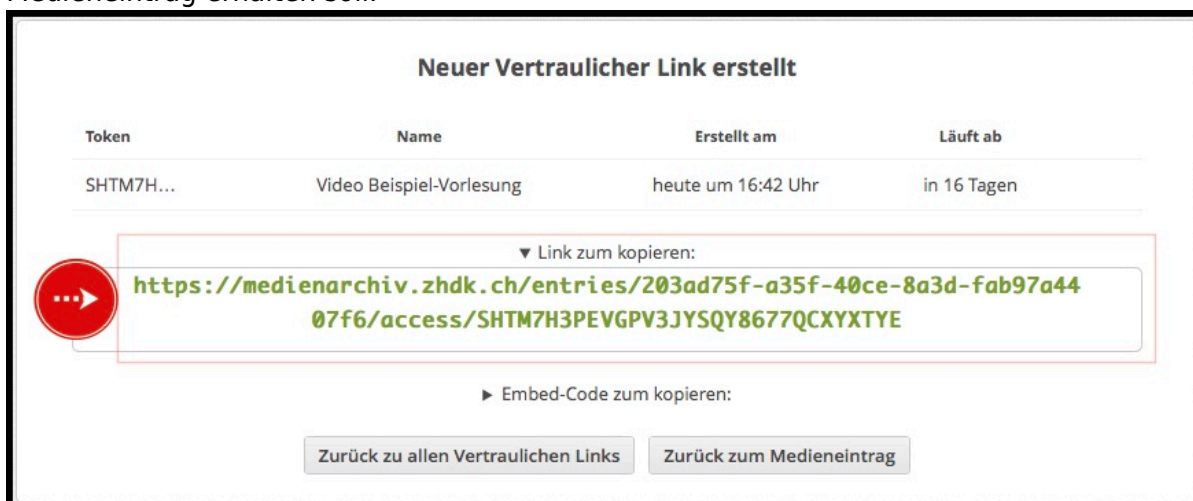 Neuer Vertraulicher Link erstellt
Token Name Erstellt am Läuft ab
SHTM7H... Video Beispiel-Vorlesung heute um 16:42 Uhr in 16 Tagen
▼ Link zum kopieren:
https://medienarchiv.zhdk.ch/entries/203ad75f-a35f-40ce-8a3d-fab97a44
07f6/access/SHTM7H3PEVGPV3JYSQY8677QCXYXTYE
▶ Embed-Code zum kopieren:
Zurück zu allen Vertraulichen Links Zurück zum Medieneintrag